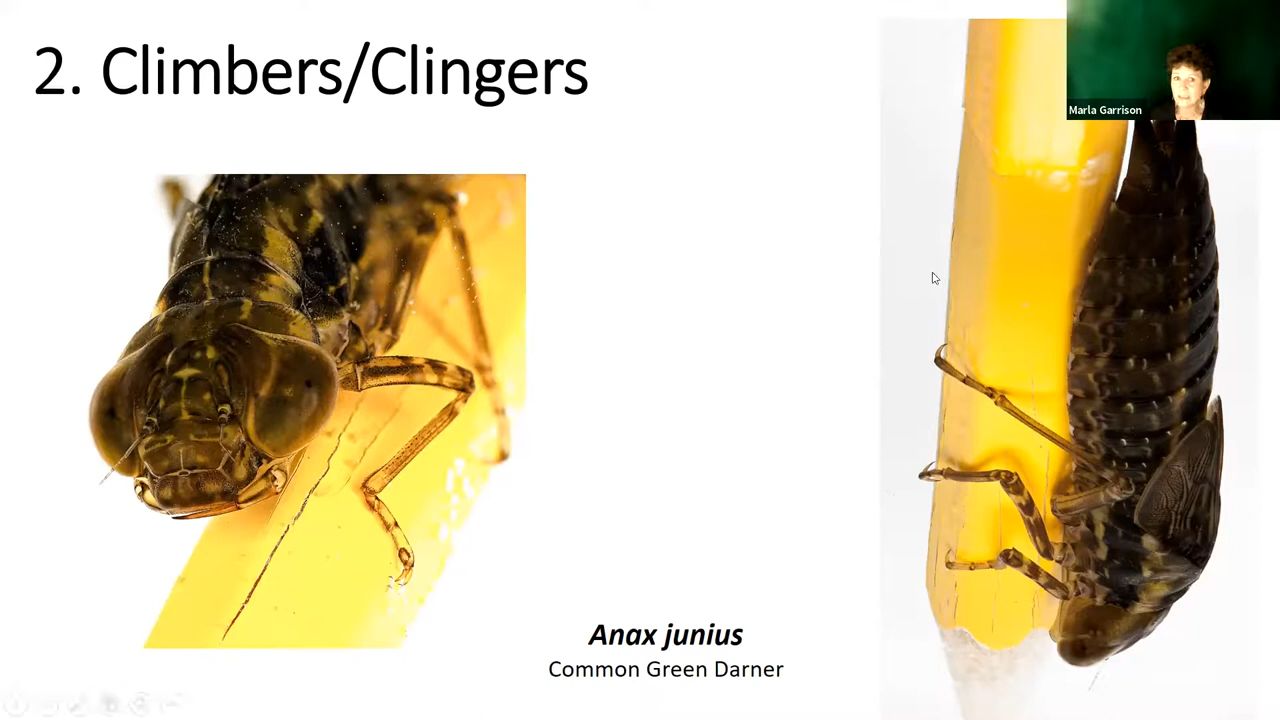 2. Climbers/Clingers
Marla Garrison
Anax junius
Common Green Darner